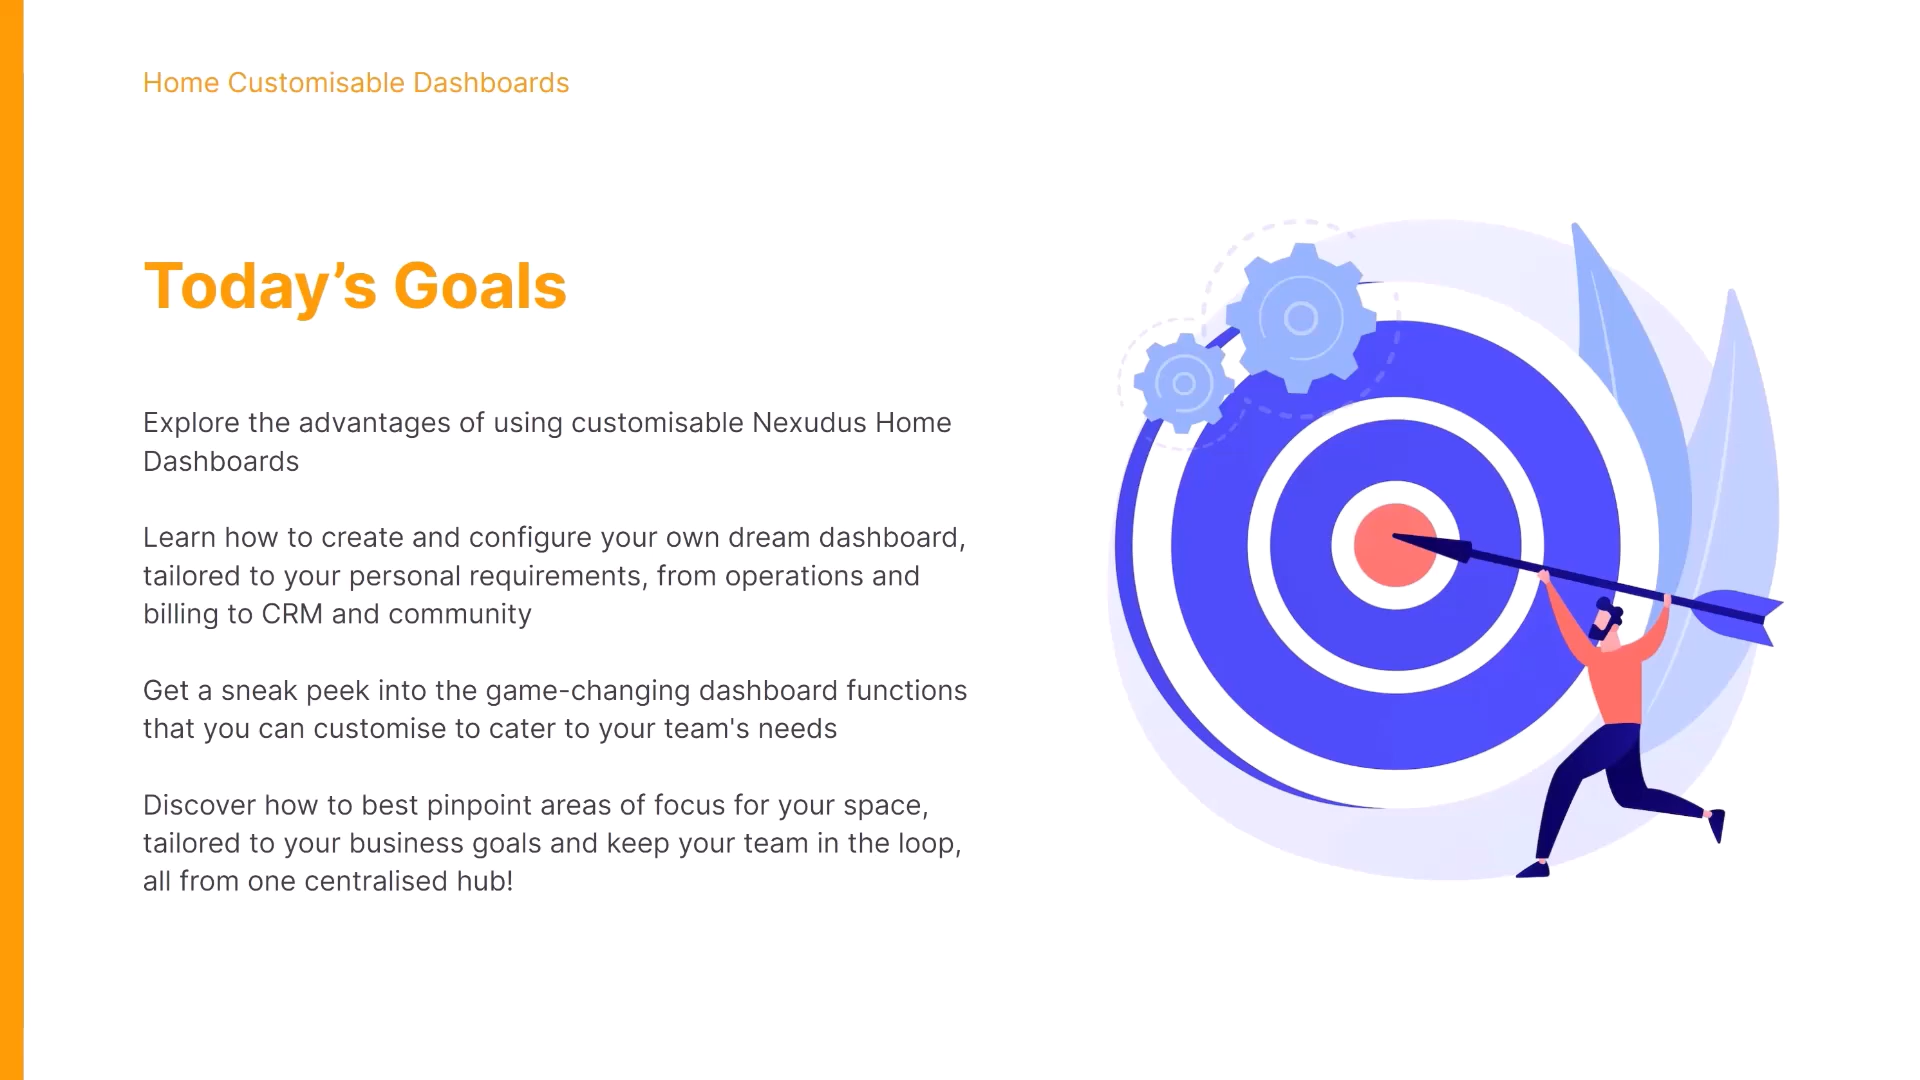 Home Customisable Dashboards
Today’s Goals
Explore the advantages of using customisable Nexudus Home
Dashboards
Learn how to create and configure your own dream dashboard,
tailored to your personal requirements, from operations and
billing to CRM and community
Get a sneak peek into the game-changing dashboard functions
that you can customise to cater to your team's needs
Discover how to best pinpoint areas of focus for your space,
tailored to your business goals and keep your team in the loop,
all from one centralised hub!